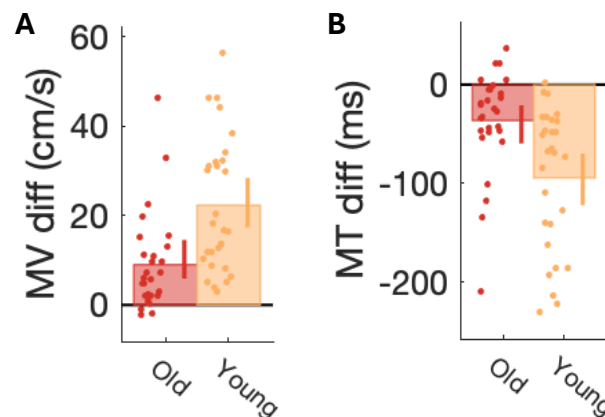 A
MV diff (cm/s)
60
40
20
0
Old
Young
B
MT diff (ms)
0
-100
-200
Old
Young